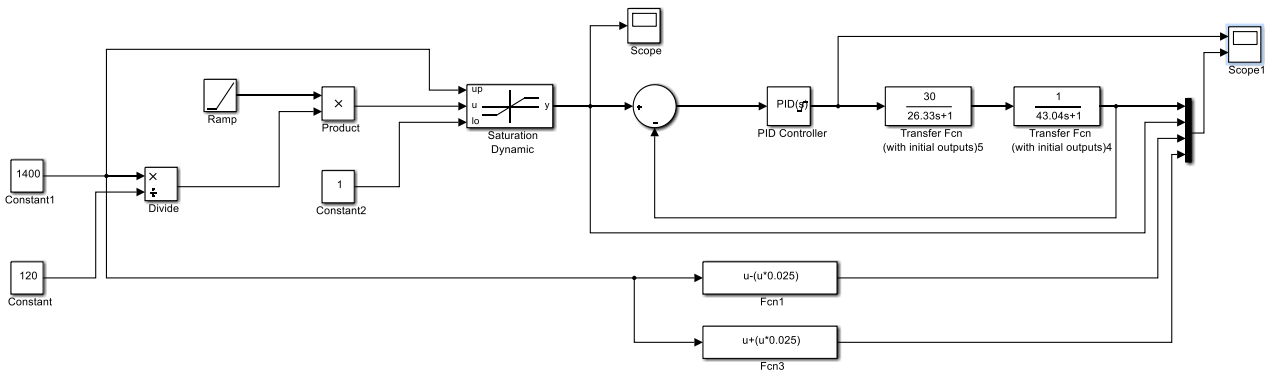 Scope
Scope1
Ramp
×
Product
up
u
lo
y
Saturation
Dynamic
+
-
PID(s)
PID Controller
30
26.33s+1
Transfer Fcn
(with initial outputs)5
1
43.04s+1
Transfer Fcn
(with initial outputs)4
1400
Constant1
×
÷
Divide
1
Constant2
120
Constant
u-(u*0.025)
Fcn1
u+(u*0.025)
Fcn3